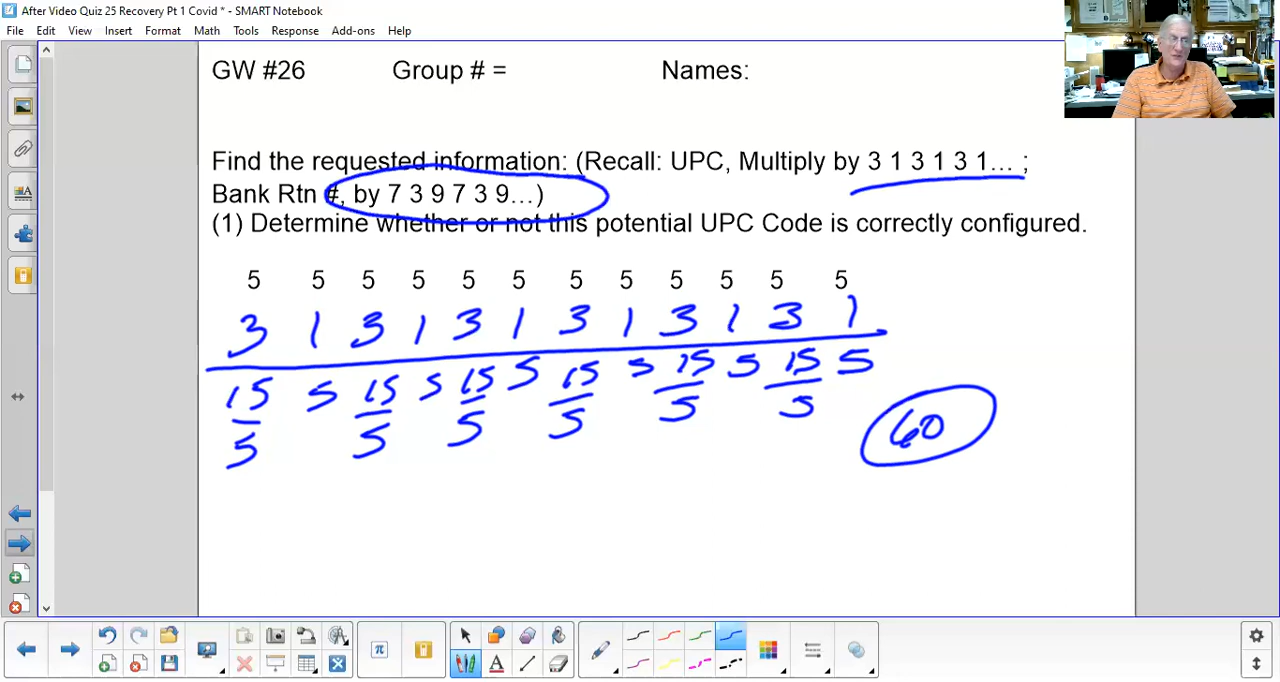 After Video Quiz 25 Recovery Pt 1 Covid * - SMART Notebook
File Edit View Insert Format Math Tools Response Add-ons Help
GW #26 Group # = Names:
Find the requested information: (Recall: UPC, Multiply by 3 1 3 1 3 1… ;
Bank Rtn #, by 7 3 9 7 3 9…)
(1) Determine whether or not this potential UPC Code is correctly configured.
5 5 5 5 5 5 5 5 5 5 5 5
3 1 3 1 3 1 3 1 3 1 3 1
15 5 15 5 15 5 15 5 15 5 15 5
5 5 5 5 5 5
60